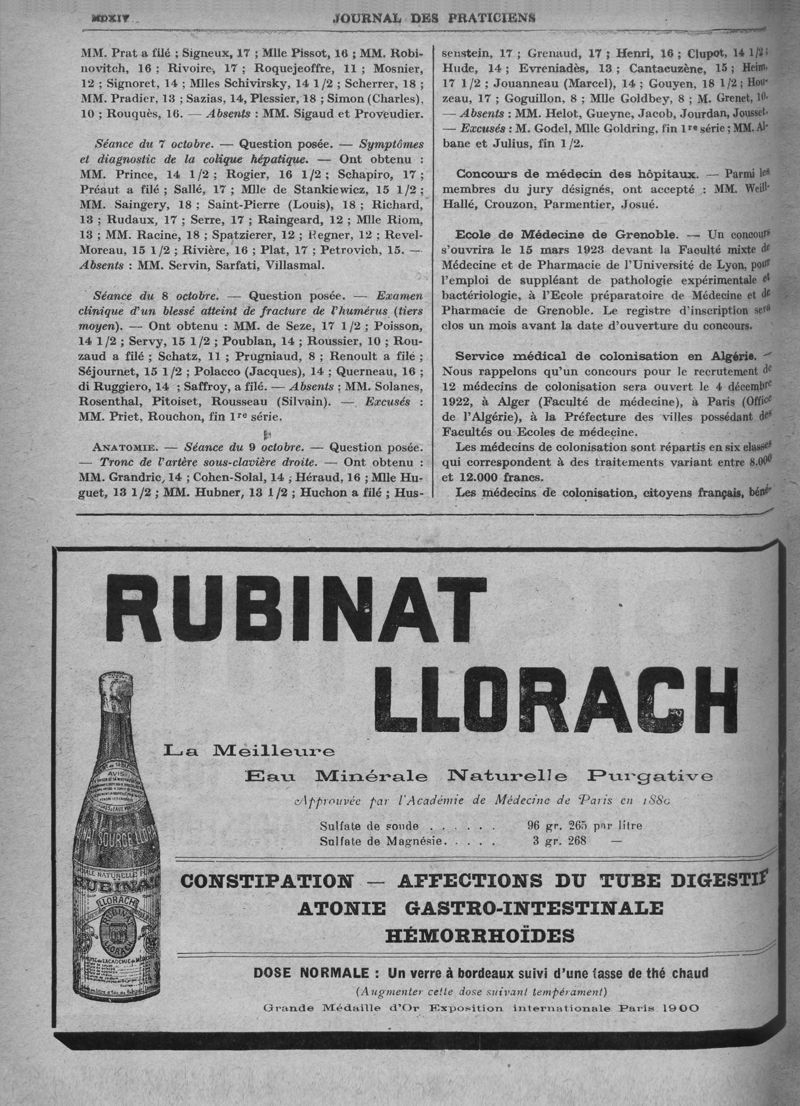 MDXIV
JOURNAL DES PRATICIENS
MM. Prat a filé ; Signeux, 17 ; Mlle Pissot, 16 ; MM. Robi-
novitch, 16 ; Rivoire, 17 ; Roquejeoffre, 11 ; Mosnier,
12 ; Signoret, 14 ; Mlles Schivirsky, 14 1/2 ; Scherrer, 18 ;
MM. Pradier, 13 ; Sazias, 14, Plessier, 18 ; Simon (Charles),
10 ; Rouquès, 16. — Absents : MM. Sigaud et Proveudier.
Séance du 7 octobre. — Question posée. — Symptômes
et diagnostic de la colique hépatique. — Ont obtenu :
MM. Prince, 14 1/2 ; Rogier, 16 1/2 ; Schapiro, 17 ;
Préaut a filé ; Sallé, 17 ; Mlle de Stankiewicz, 15 1/2 ;
MM. Saingery, 18 ; Saint-Pierre (Louis), 18 ; Richard,
13 ; Rudaux, 17 ; Serre, 17 ; Raingeard, 12 ; Mlle Riom,
13 ; MM. Racine, 18 ; Spatzierer, 12 ; Regner, 12 ; Revel-
Moreau, 15 1/2 ; Rivière, 16 ; Plat, 17 ; Petrovich, 15. —
Absents : MM. Servin, Sarfati, Villasmal.
Séance du 8 octobre. — Question posée. — Examen
clinique d'un blessé atteint de fracture de l'humérus (tiers
moyen). — Ont obtenu : MM. de Seze, 17 1/2 ; Poisson,
14 1/2 ; Servy, 15 1/2 ; Poublan, 14 ; Roussier, 10 ; Rou-
zaud a filé ; Schatz, 11 ; Prugniaud, 8 ; Renoult a filé ;
Séjournet, 15 1/2 ; Polacco (Jacques), 14 ; Querneau, 16 ;
di Ruggiero, 14 ; Saffroy, a filé. — Absents ; MM. Solanes,
Rosenthal, Pitoiset, Rousseau (Silvain). — Excusés :
MM. Priet, Rouchon, fin 1re série.
ANATOMIE. — Séance du 9 octobre. — Question posée.
— Tronc de l'artère sous-clavière droite. — Ont obtenu :
MM. Grandric, 14 ; Cohen-Solal, 14 ; Héraud, 16 ; Mlle Hu-
guet, 13 1/2 ; MM. Hubner, 13 1/2 ; Huchon a filé ; Hus-
senstein, 17 ; Grenaud, 17 ; Henri, 16 ; Clupot, 14 1/2 ;
Hude, 14 ; Evreniadès, 13 ; Cantacuzène, 15 ; Heim,
17 1/2 ; Jouanneau (Marcel), 14 ; Gouyen, 18 1/2 ; Hou-
zeau, 17 ; Goguillon, 8 ; Mlle Goldbey, 8 ; M. Grenet, 10.
— Absents : MM. Helot, Gueyne, Jacob, Jourdan, Jousset.
— Excusés : M. Godel, Mlle Goldring, fin 1re série ; MM. Al-
bane et Julius, fin 1/2.
Concours de médecin des hôpitaux. — Parmi les
membres du jury désignés, ont accepté : MM. Weill-
Hallé, Crouzon, Parmentier, Josué.
Ecole de Médecine de Grenoble. — Un concours
s'ouvrira le 15 mars 1923 devant la Faculté mixte de
Médecine et de Pharmacie de l'Université de Lyon, pour
l'emploi de suppléant de pathologie expérimentale et
bactériologie, à l'Ecole préparatoire de Médecine et de
Pharmacie de Grenoble. Le registre d'inscription sera
clos un mois avant la date d'ouverture du concours.
Service médical de colonisation en Algérie. —
Nous rappelons qu'un concours pour le recrutement de
12 médecins de colonisation sera ouvert le 4 décembre
1922, à Alger (Faculté de médecine), à Paris (Office
de l'Algérie), à la Préfecture des villes possédant des
Facultés ou Ecoles de médecine.
Les médecins de colonisation sont répartis en six classes
qui correspondent à des traitements variant entre 8.000
et 12.000 francs.
Les médecins de colonisation, citoyens français, béné-
RUBINAT
LLORACH
La Meilleure
Eau Minérale Naturelle Purgative
Approuvée par l'Académie de Médecine de Paris en 1880
Sulfate de soude . . . . . . 96 gr. 265 par litre
Sulfate de Magnésie. . . . . 3 gr. 268 —
CONSTIPATION — AFFECTIONS DU TUBE DIGESTIF
ATONIE GASTRO-INTESTINALE
HÉMORRHOÏDES
DOSE NORMALE : Un verre à bordeaux suivi d'une tasse de thé chaud
(Augmenter cette dose suivant tempérament)
Grande Médaille d'Or Exposition internationale Paris 1900
AVIS
SOURCE LLORACH
RUBINAT
LLORACH
RUBINAT
LLORACH